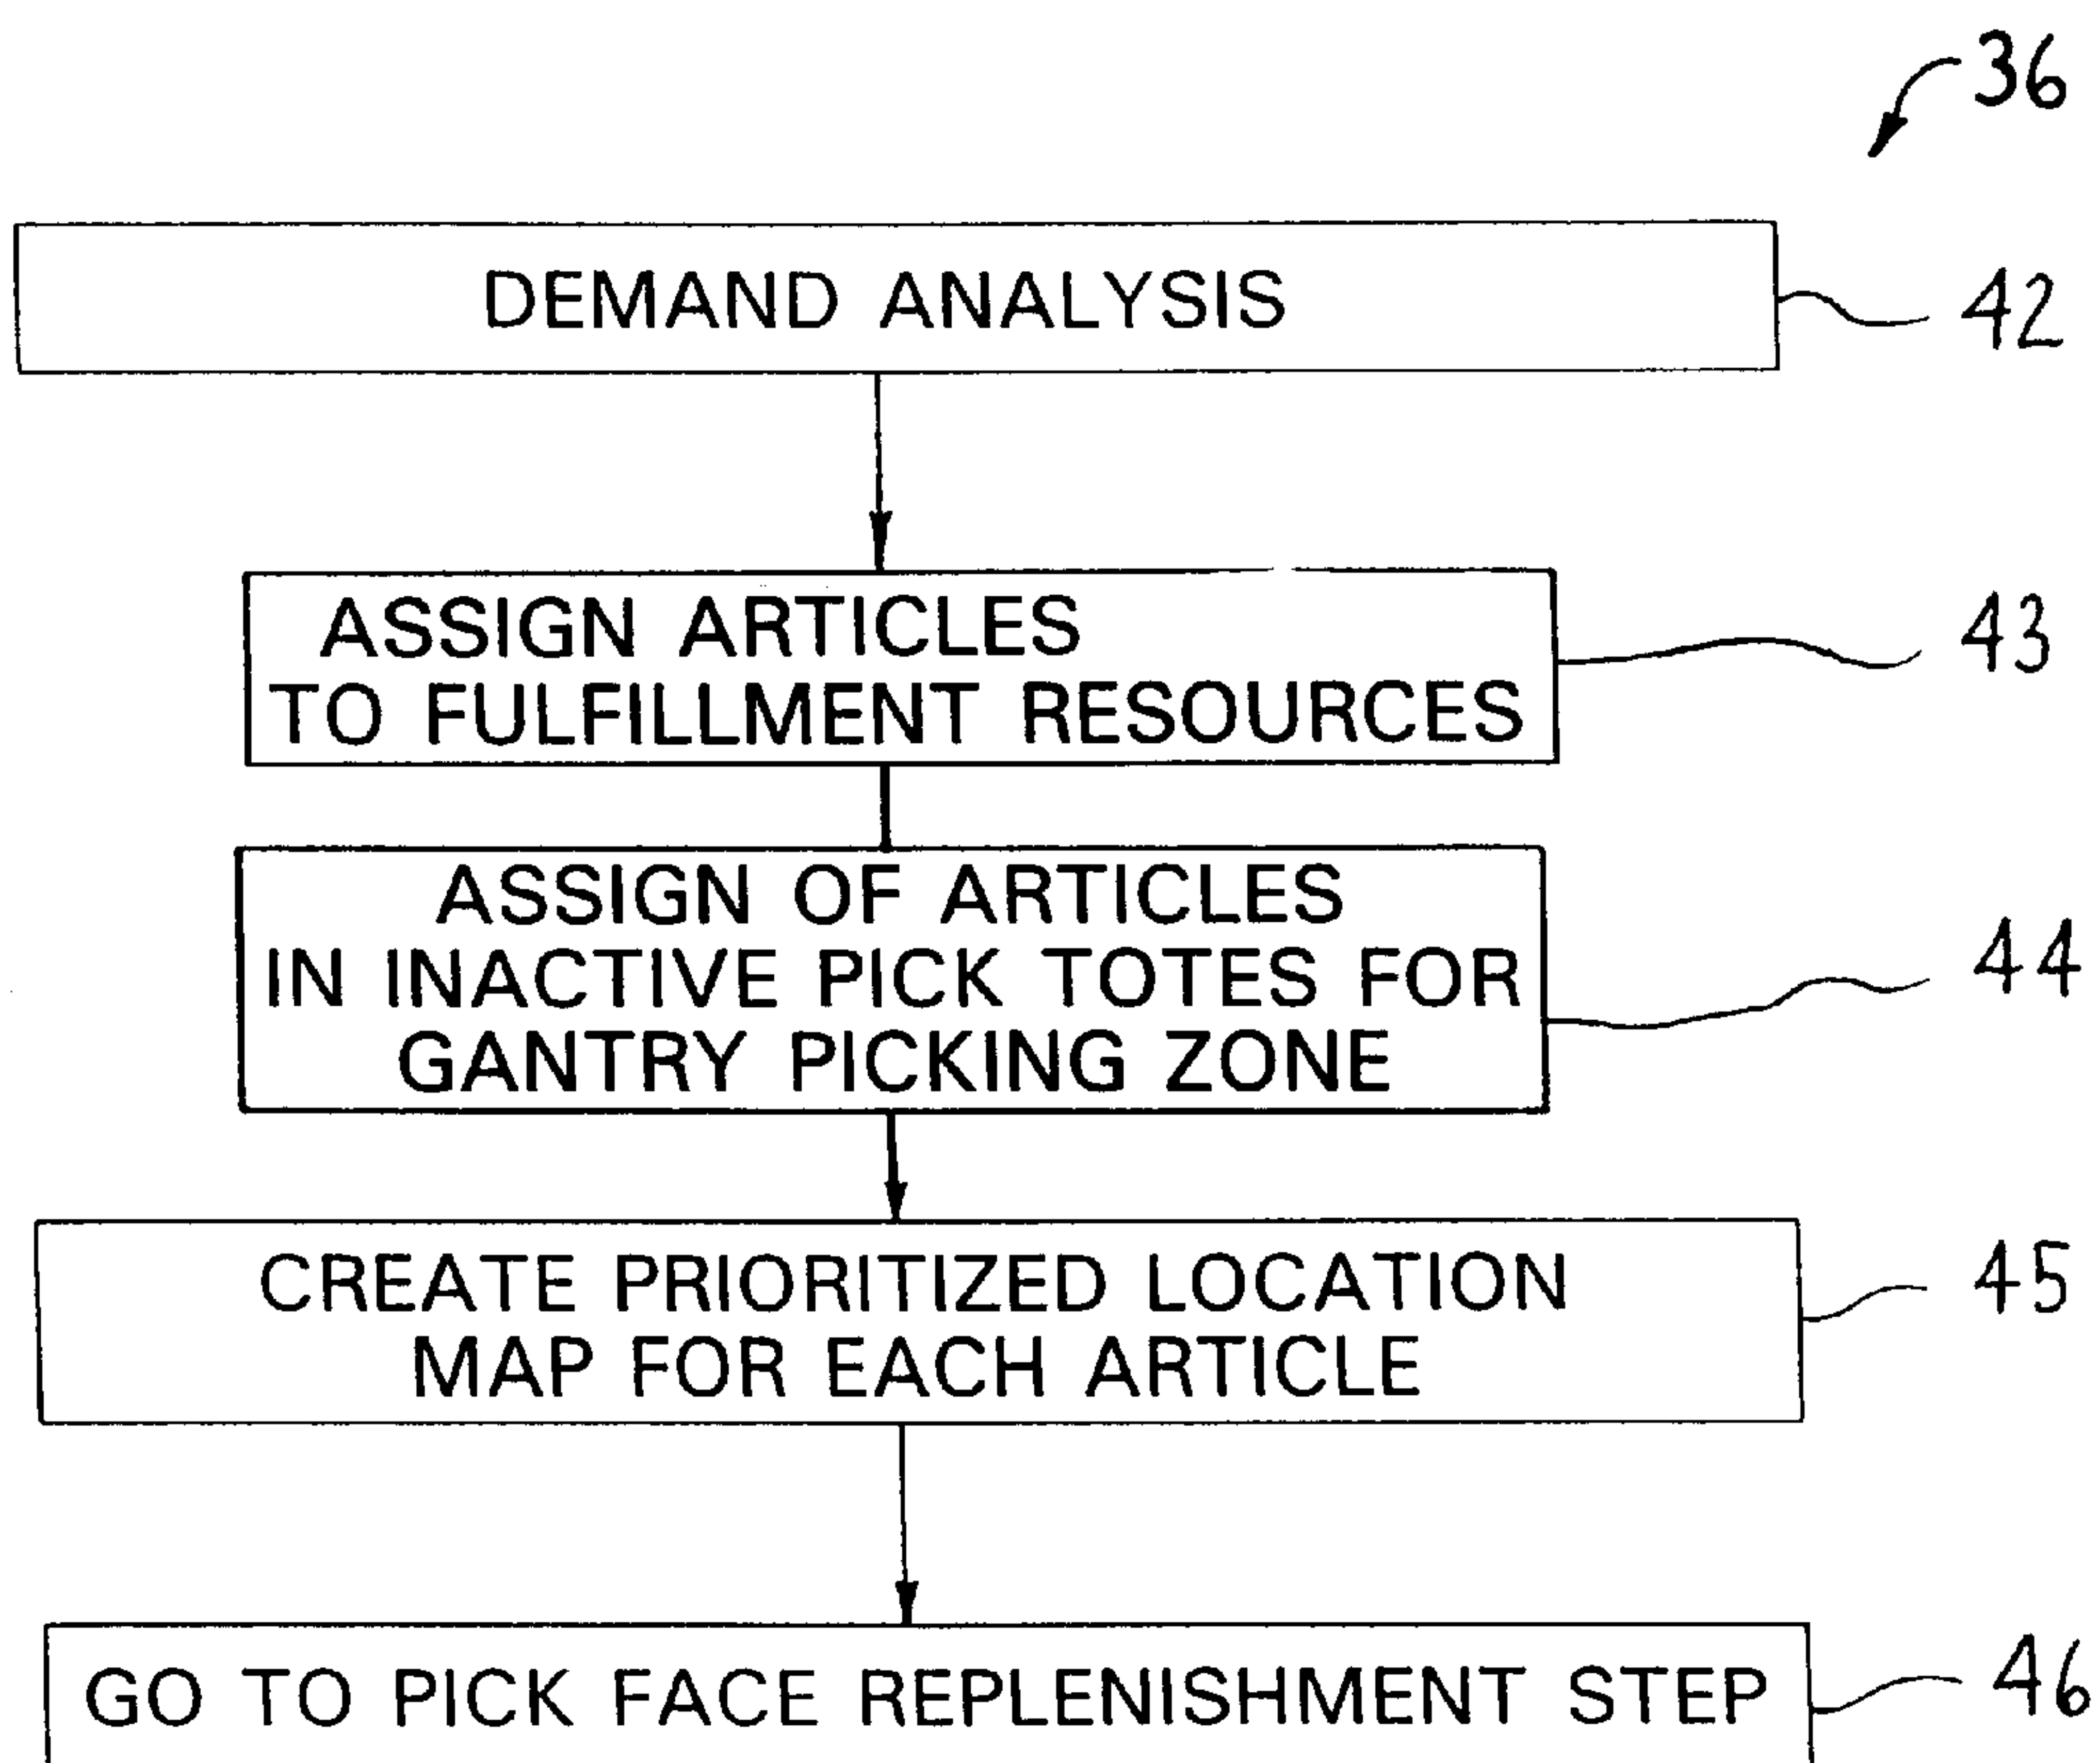 36
DEMAND ANALYSIS
42
ASSIGN ARTICLES
TO FULFILLMENT RESOURCES
43
ASSIGN OF ARTICLES
IN INACTIVE PICK TOTES FOR
GANTRY PICKING ZONE
44
CREATE PRIORITIZED LOCATION
MAP FOR EACH ARTICLE
45
GO TO PICK FACE REPLENISHMENT STEP
46